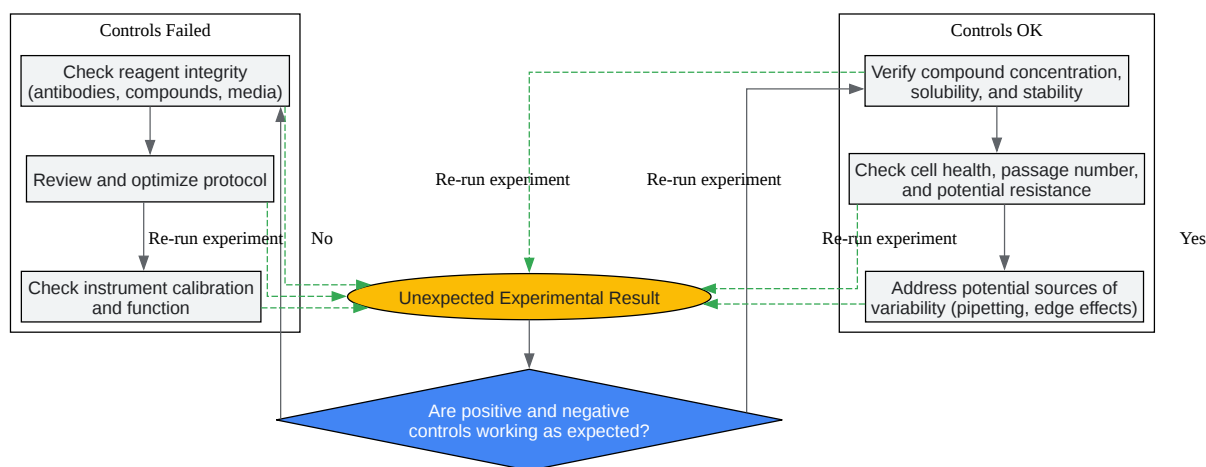 Controls Failed
Check reagent integrity
(antibodies, compounds, media)
Review and optimize protocol
Re-run experiment
No
Check instrument calibration
and function
Re-run experiment
Unexpected Experimental Result
Are positive and negative
controls working as expected?
Re-run experiment
Controls OK
Verify compound concentration,
solubility, and stability
Check cell health, passage number,
and potential resistance
Re-run experiment
Yes
Address potential sources of
variability (pipetting, edge effects)